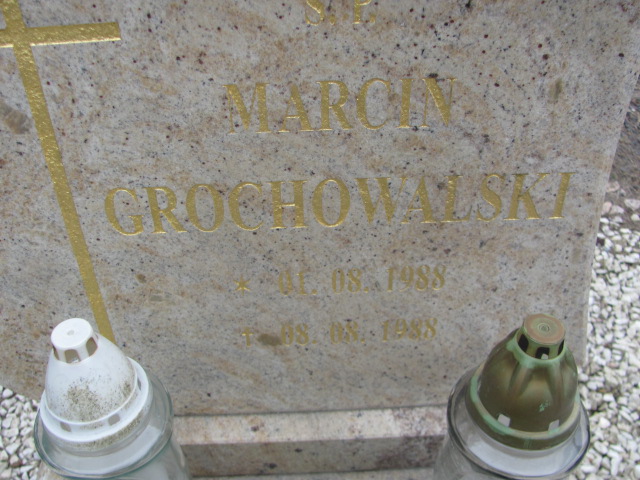 Ś. P.
MARCIN
GROCHOWALSKI
* 01. 08. 1988
† 08. 08. 1988